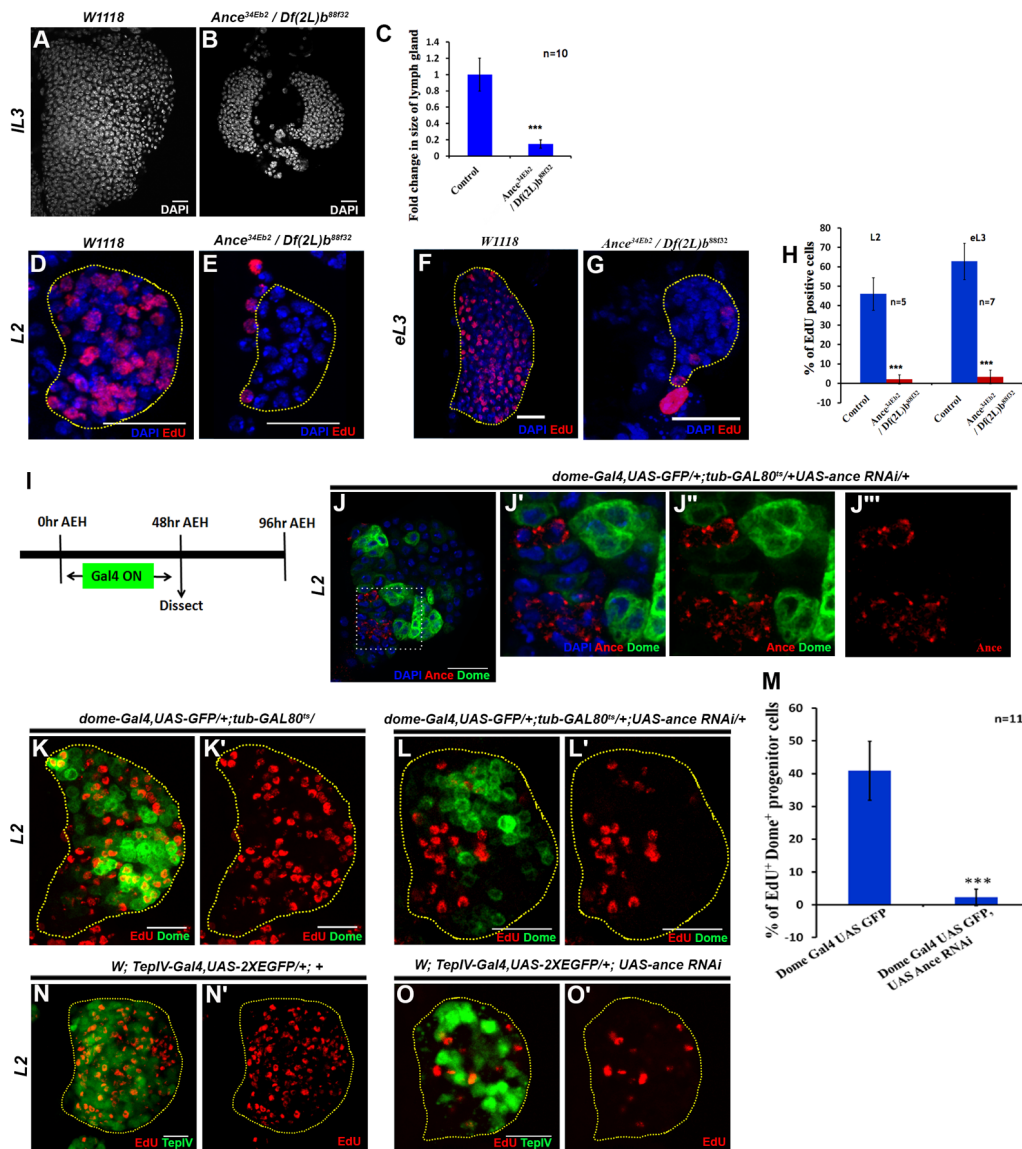 W1118
Ance34Eb2 / Df(2L)b88f32
A
B
lL3
DAPI
DAPI
C
Fold change in size of lymph gland
1.4
1.2
1
0.8
0.6
0.4
0.2
0
n=10
***
Control
Ance34Eb2
/ Df(2L)b88f32
W1118
Ance34Eb2 / Df(2L)b88f32
D
E
L2
DAPI EdU
DAPI EdU
W1118
Ance34Eb2 / Df(2L)b88f32
F
G
eL3
DAPI EdU
DAPI EdU
H
% of EdU positive cells
80
70
60
50
40
30
20
10
0
-10
L2
eL3
n=5
n=7
***
***
Control
Ance34Eb2
/ Df(2L)b88f32
Control
Ance34Eb2
/ Df(2L)b88f32
I
0hr AEH
48hr AEH
96hr AEH
Gal4 ON
Dissect
dome-Gal4,UAS-GFP/+;tub-GAL80ts/+UAS-ance RNAi/+
J
J'
J''
J'''
L2
DAPI Ance Dome
DAPI Ance Dome
Ance Dome
Ance
dome-Gal4,UAS-GFP/+;tub-GAL80ts/
K
K'
L2
EdU Dome
EdU
dome-Gal4,UAS-GFP/+;tub-GAL80ts/+;UAS-ance RNAi/+
L
L'
EdU Dome
EdU
M
% of EdU+ Dome+ progenitor cells
60
50
40
30
20
10
0
-10
n=11
0
***
Dome Gal4 UAS GFP
Dome Gal4 UAS GFP,
UAS Ance RNAi
W; TepIV-Gal4,UAS-2XEGFP/+; +
N
N'
L2
EdU TepIV
EdU
W; TepIV-Gal4,UAS-2XEGFP/+; UAS-ance RNAi
O
O'
EdU TepIV
EdU